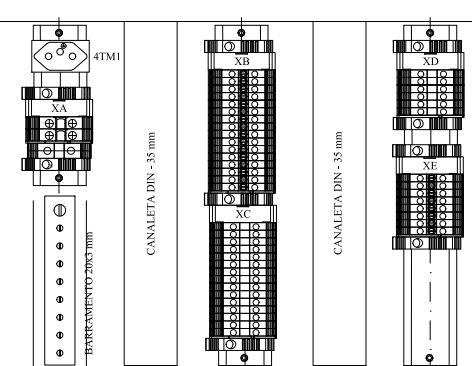 4TM1
XA
BARRAMENTO 20x3 mm
CANALETA DIN - 35 mm
XB
XC
CANALETA DIN - 35 mm
XD
XE